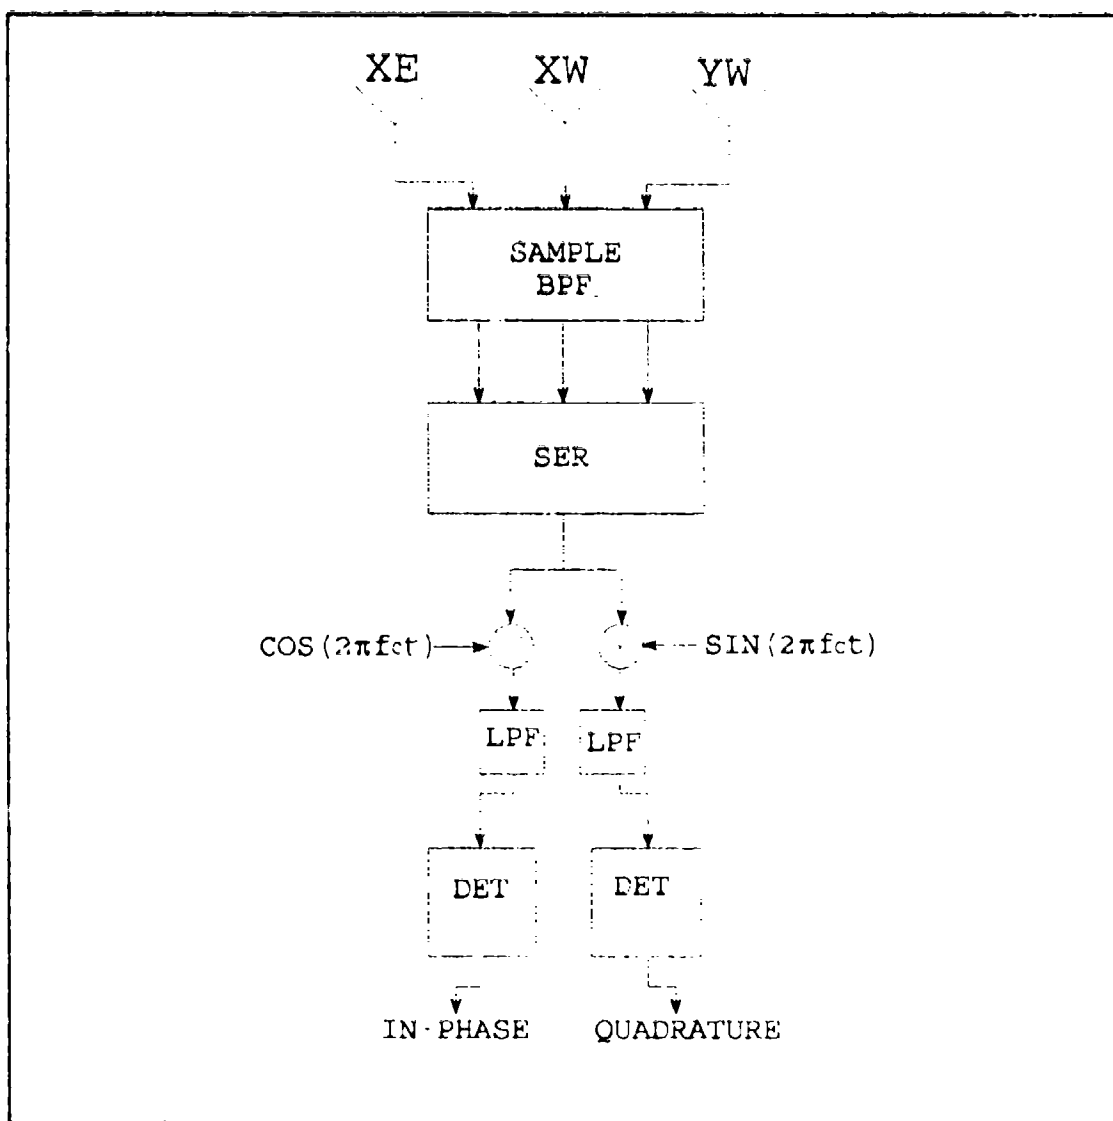 XE XW YW
SAMPLE
BPF
SER
COS(2πfct) SIN(2πfct)
LPF LPF
DET DET
IN-PHASE QUADRATURE